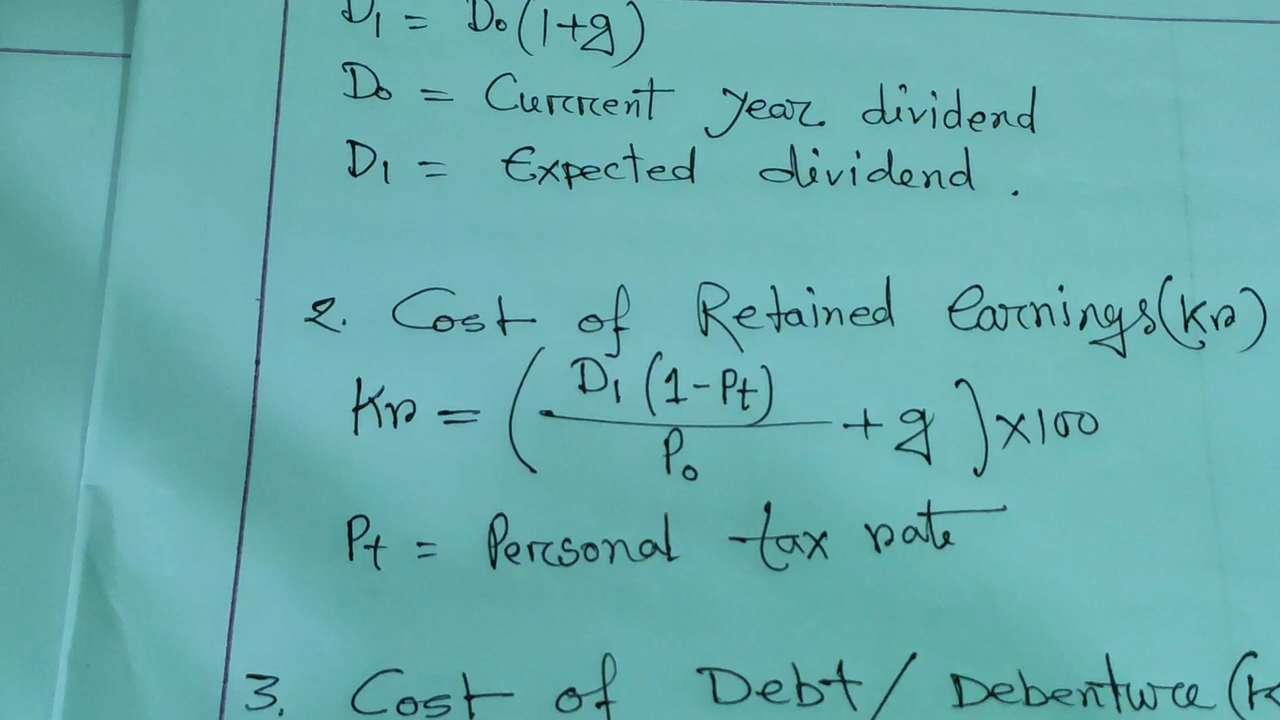 D₁ = D₀(1+g)
D₀ = Current year dividend
D₁ = Expected dividend.
2. Cost of Retained earnings(Kr)
Kr = (D₁(1-Pt)/P₀ + g)×100
Pt = Personal tax rate
3. Cost of Debt/Debenture(K